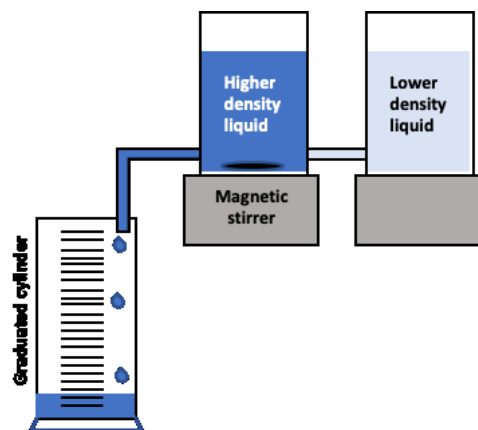 Higher
density
liquid
Lower
density
liquid
Magnetic
stirrer
Graduated cylinder